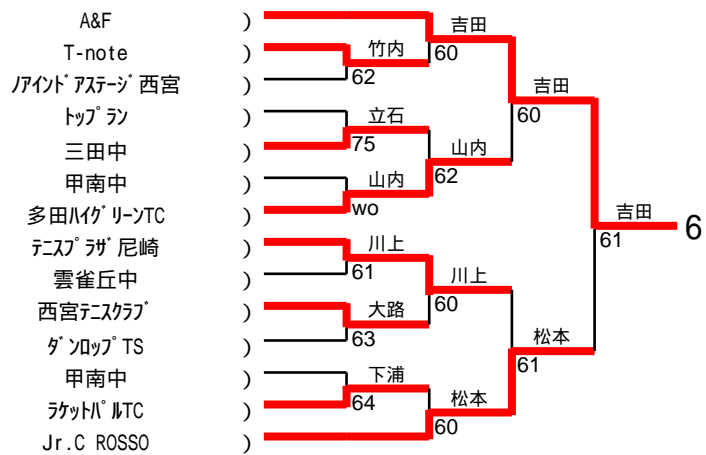 A&F )
吉田
T-note )
竹内
60
62
ﾉｱｲﾝﾄﾞｱｽﾃｰｼﾞ西宮 )
吉田
60
ﾄｯﾌﾟﾗﾝ )
立石
三田中 )
75
山内
62
甲南中 )
山内
多田ﾊｲｸﾞﾘｰﾝTC )
wo
吉田
6
61
ﾃﾆｽﾌﾟﾗｻﾞ尼崎 )
川上
雲雀丘中 )
61
川上
60
西宮ﾃﾆｽｸﾗﾌﾞ )
大路
ﾀﾞﾝﾛｯﾌﾟTS )
63
松本
61
甲南中 )
下浦
ﾗｹｯﾄﾊﾟﾙTC )
64
松本
60
Jr.C ROSSO )